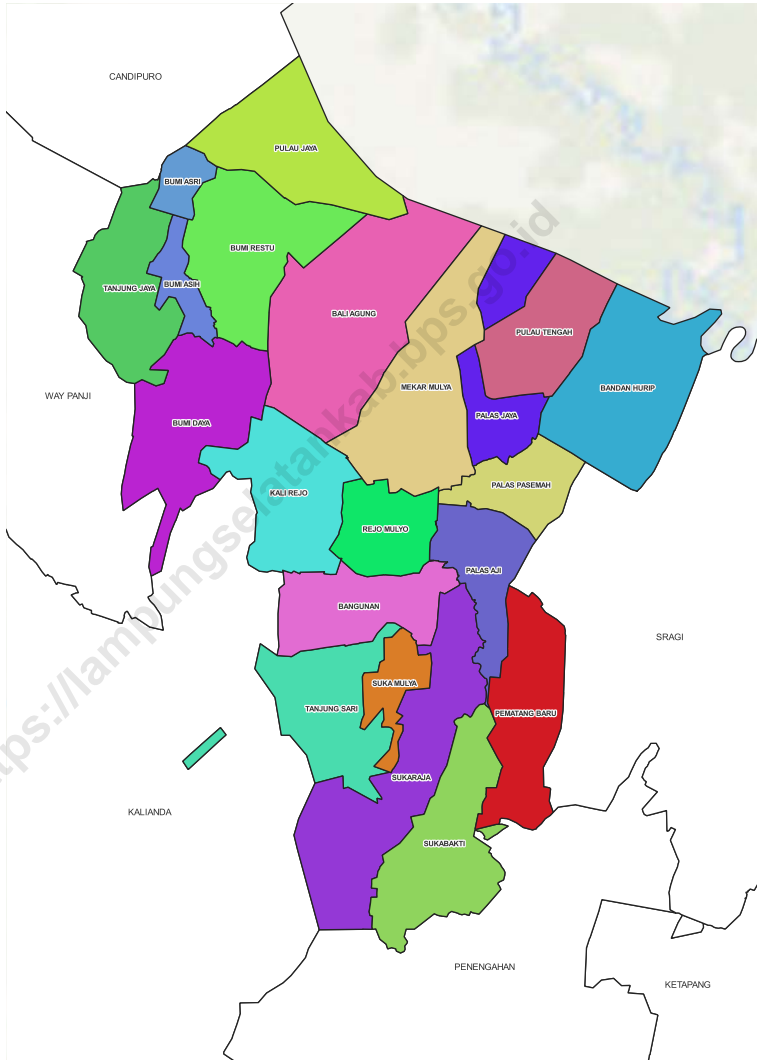 CANDIPURO
PULAU JAYA
BUMI ASRI
BUMI RESTU
TANJUNG JAYA
BUMI ASIH
BALI AGUNG
PULAU TENGAH
MEKAR MULYA
BANDAN HURIP
WAY PANJI
PALAS JAYA
BUMI DAYA
PALAS PASEMAH
KALI REJO
REJO MULYO
PALAS AJI
BANGUNAN
SRAGI
SUKA MULYA
TANJUNG SARI
PEMATANG BARU
SUKARAJA
KALIANDA
SUKABAKTI
PENENGAHAN
KETAPANG
tps://lampungselatankab.bps.go.id